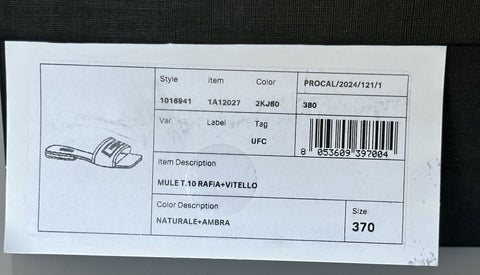 Style Item Color PROCAL/2024/121/1
1016941 1A12027 2KJ60 380
Var. Label Tag
UFC
8 053609 397004
Item Description
MULE T.10 RAFIA+VITELLO
Color Description Size:
NATURALE+AMBRA 370